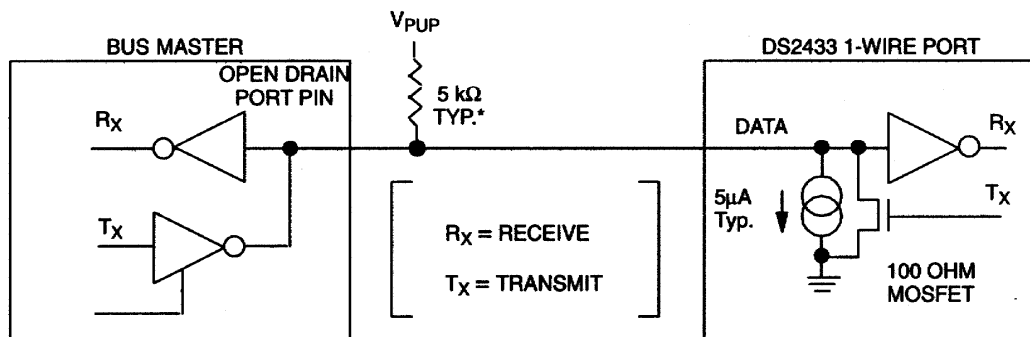 V_PUP
BUS MASTER
DS2433 1-WIRE PORT
OPEN DRAIN
PORT PIN
5 kΩ
TYP.*
R_X
DATA
R_X
T_X
5μA
Typ.
T_X
R_X = RECEIVE
T_X = TRANSMIT
100 OHM
MOSFET